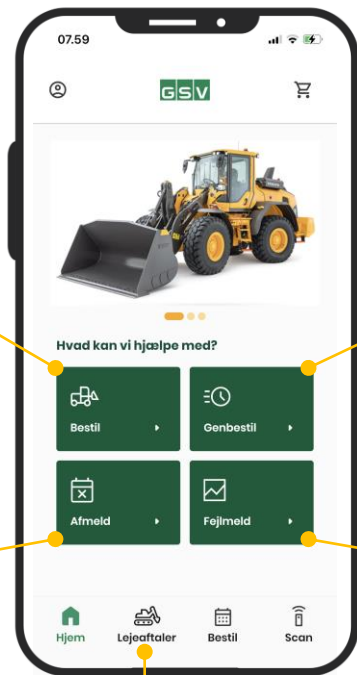 07.59
GSV
Hvad kan vi hjælpe med?
Bestil
Genbestil
Afmeld
Fejlmeld
Hjem
Lejeaftaler
Bestil
Scan